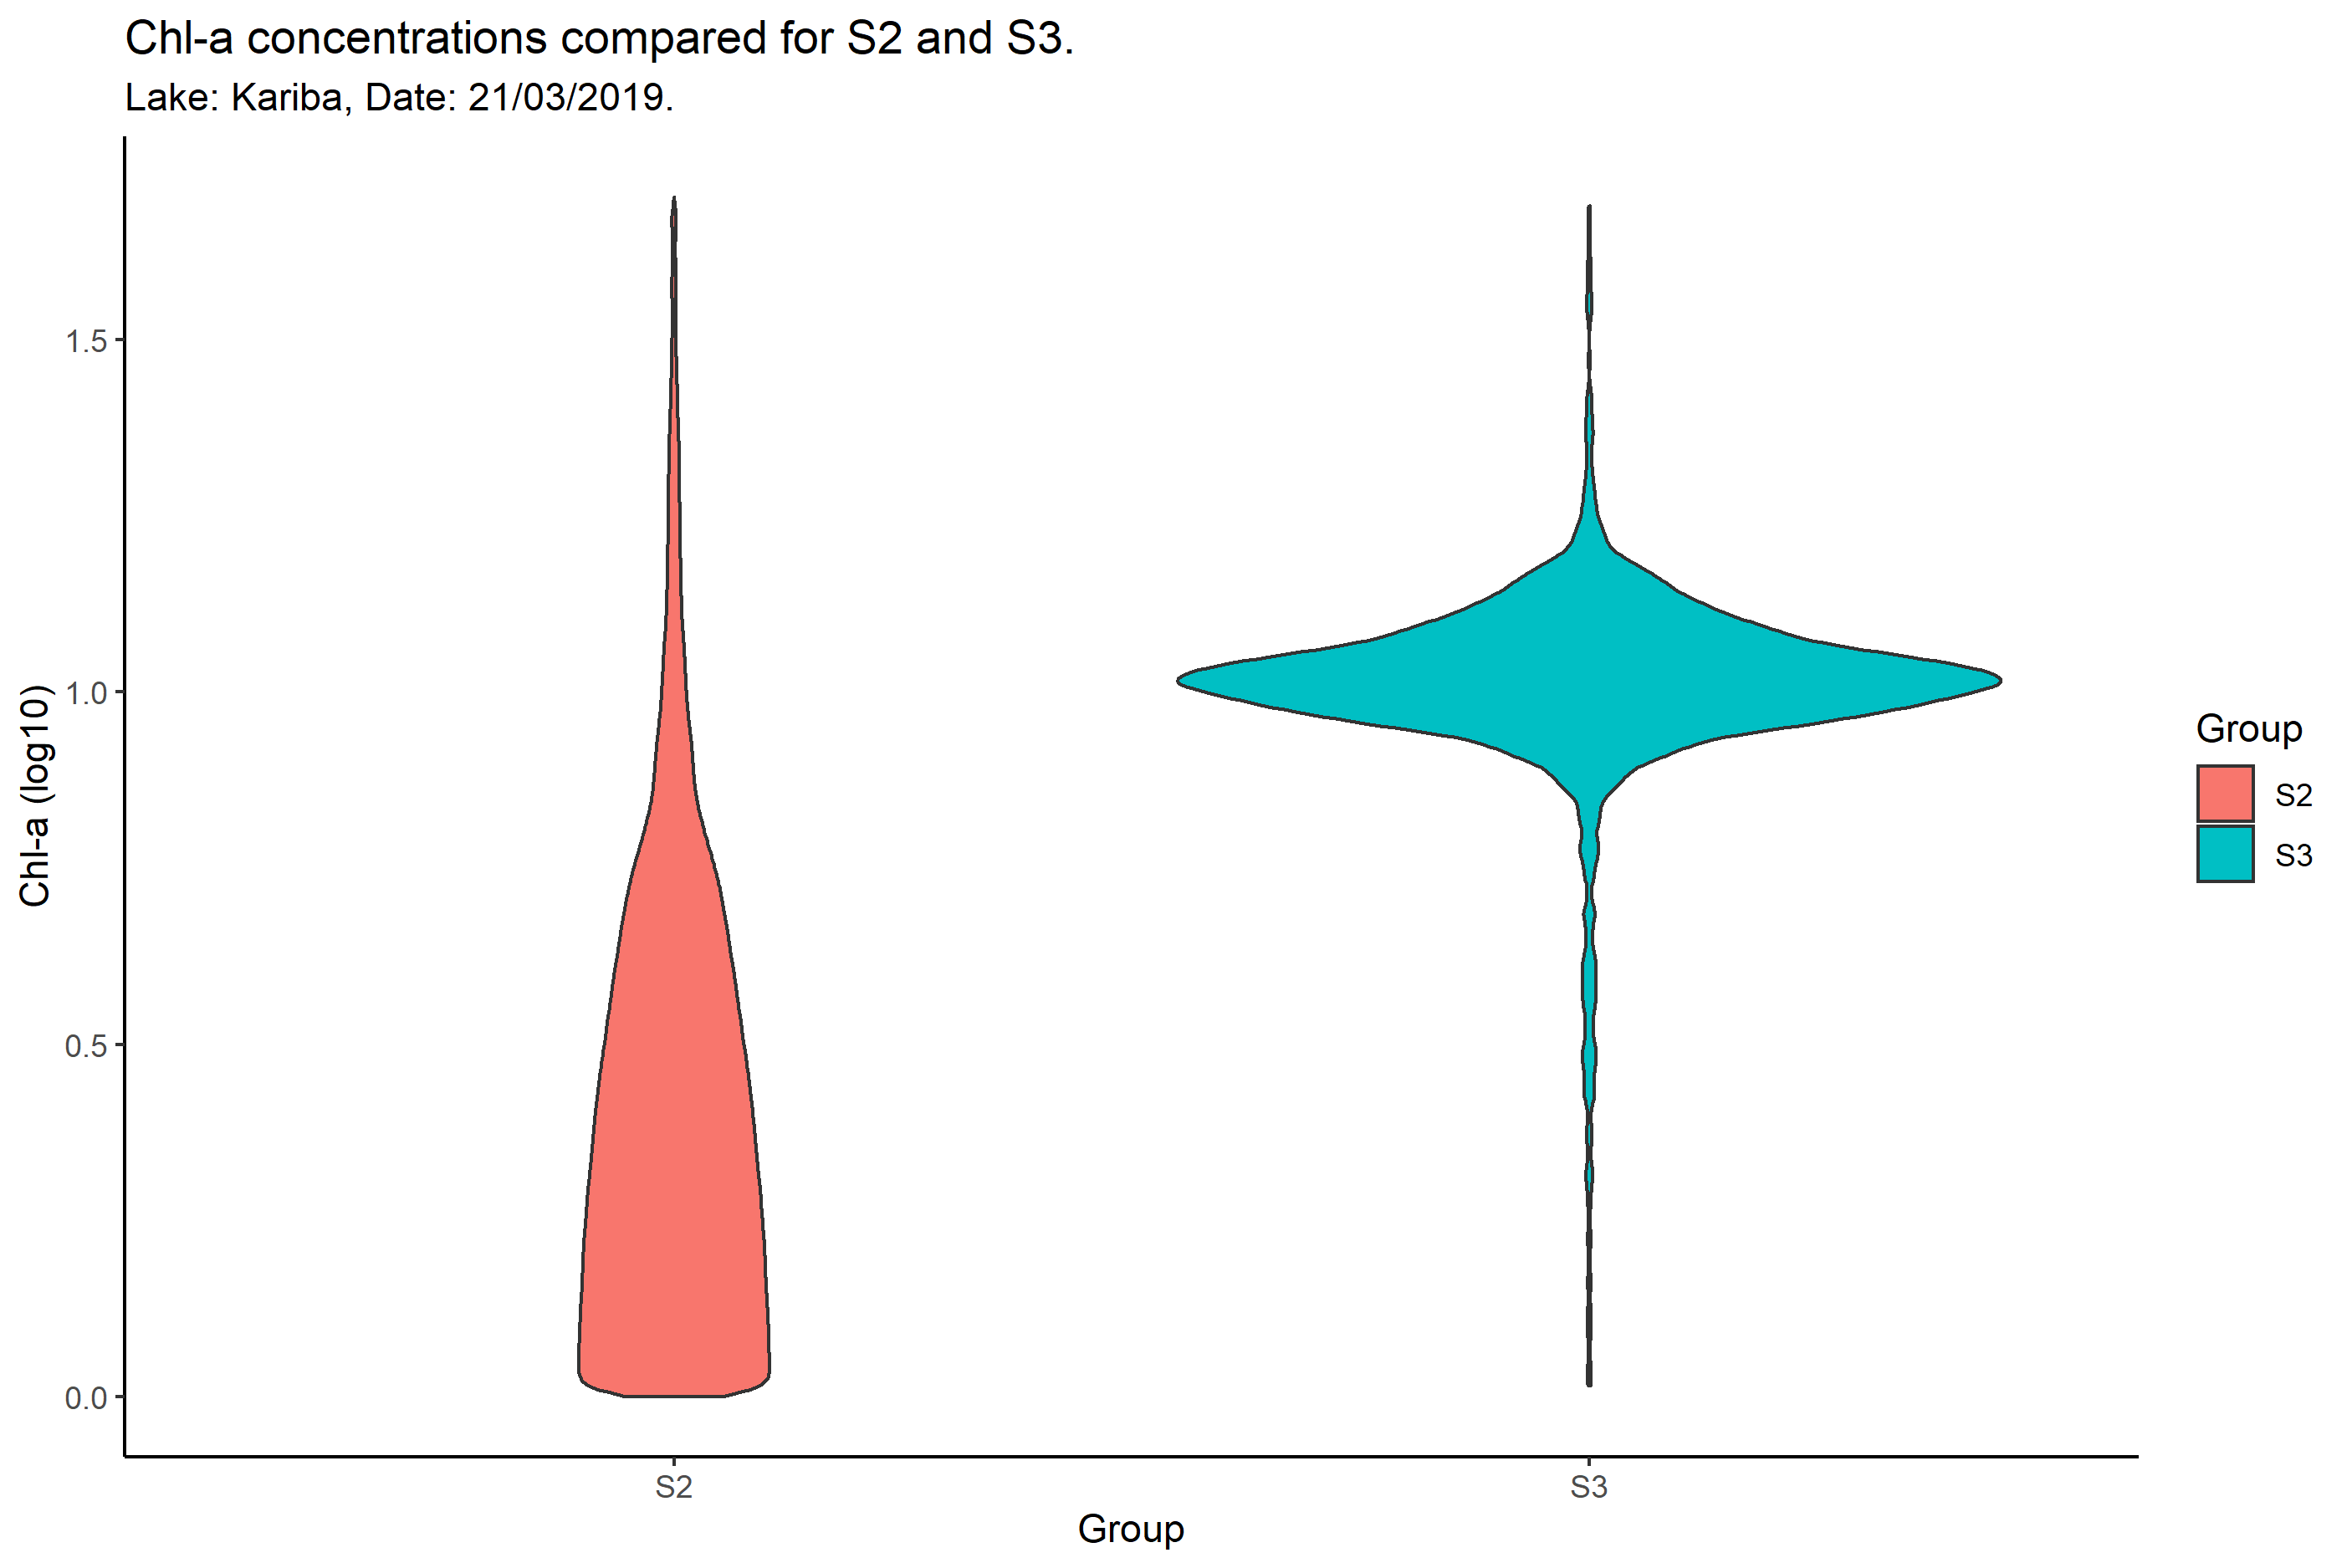 Chl-a concentrations compared for S2 and S3.
Lake: Kariba, Date: 21/03/2019.
Chl-a (log10)
1.5
1.0
0.5
0.0
S2
S3
Group
Group
S2
S3